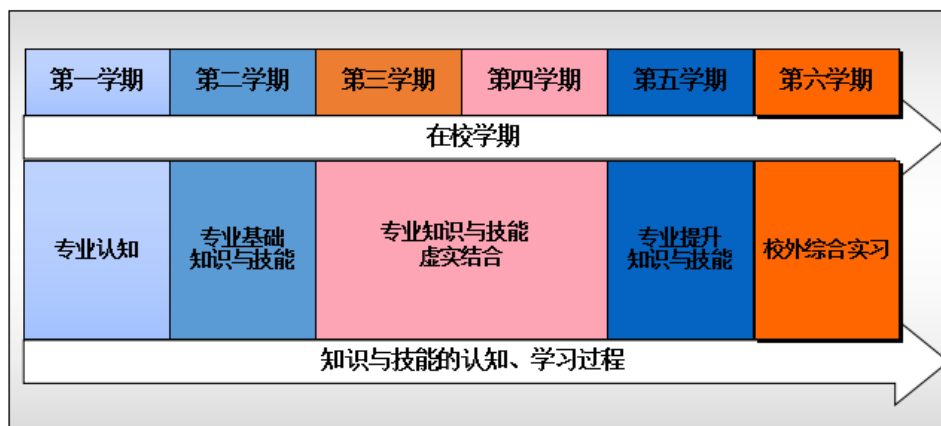 第一学期 第二学期 第三学期 第四学期 第五学期 第六学期
在校学期
专业认知
专业基础
知识与技能
专业知识与技能
虚实结合
专业提升
知识与技能
校外综合实习
知识与技能的认知、学习过程